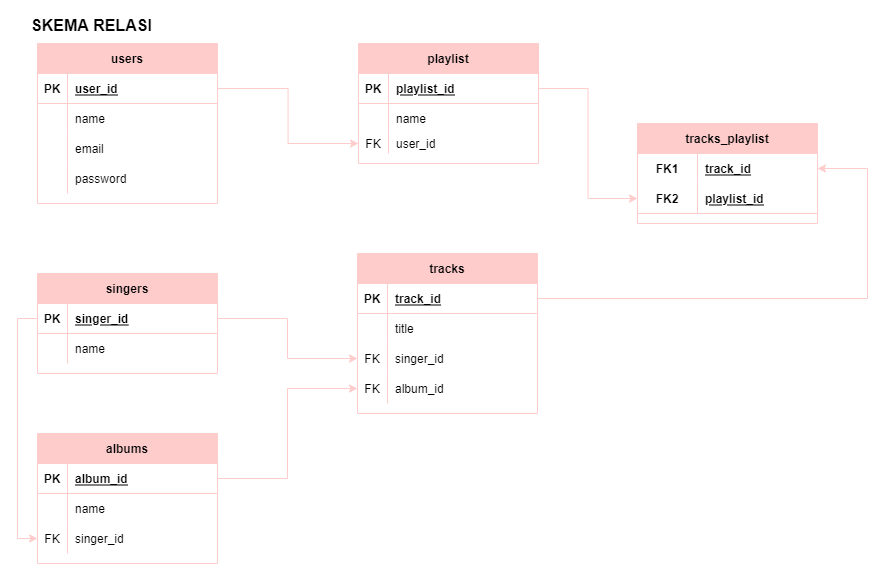 SKEMA RELASI
users
PK user_id
name
email
password
playlist
PK playlist_id
name
FK user_id
tracks_playlist
FK1 track_id
FK2 playlist_id
singers
PK singer_id
name
tracks
PK track_id
title
FK singer_id
FK album_id
albums
PK album_id
name
FK singer_id